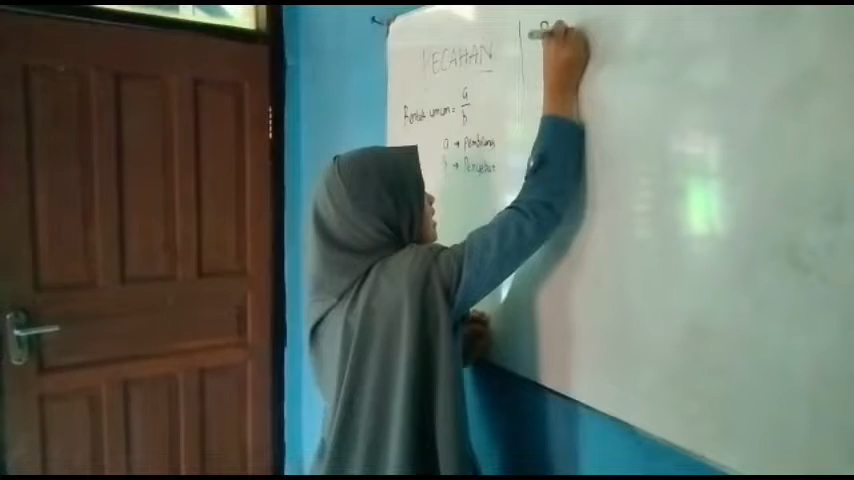 PECAHAN
Bentuk umum = a/b
a → Pembilang
b → Penyebut